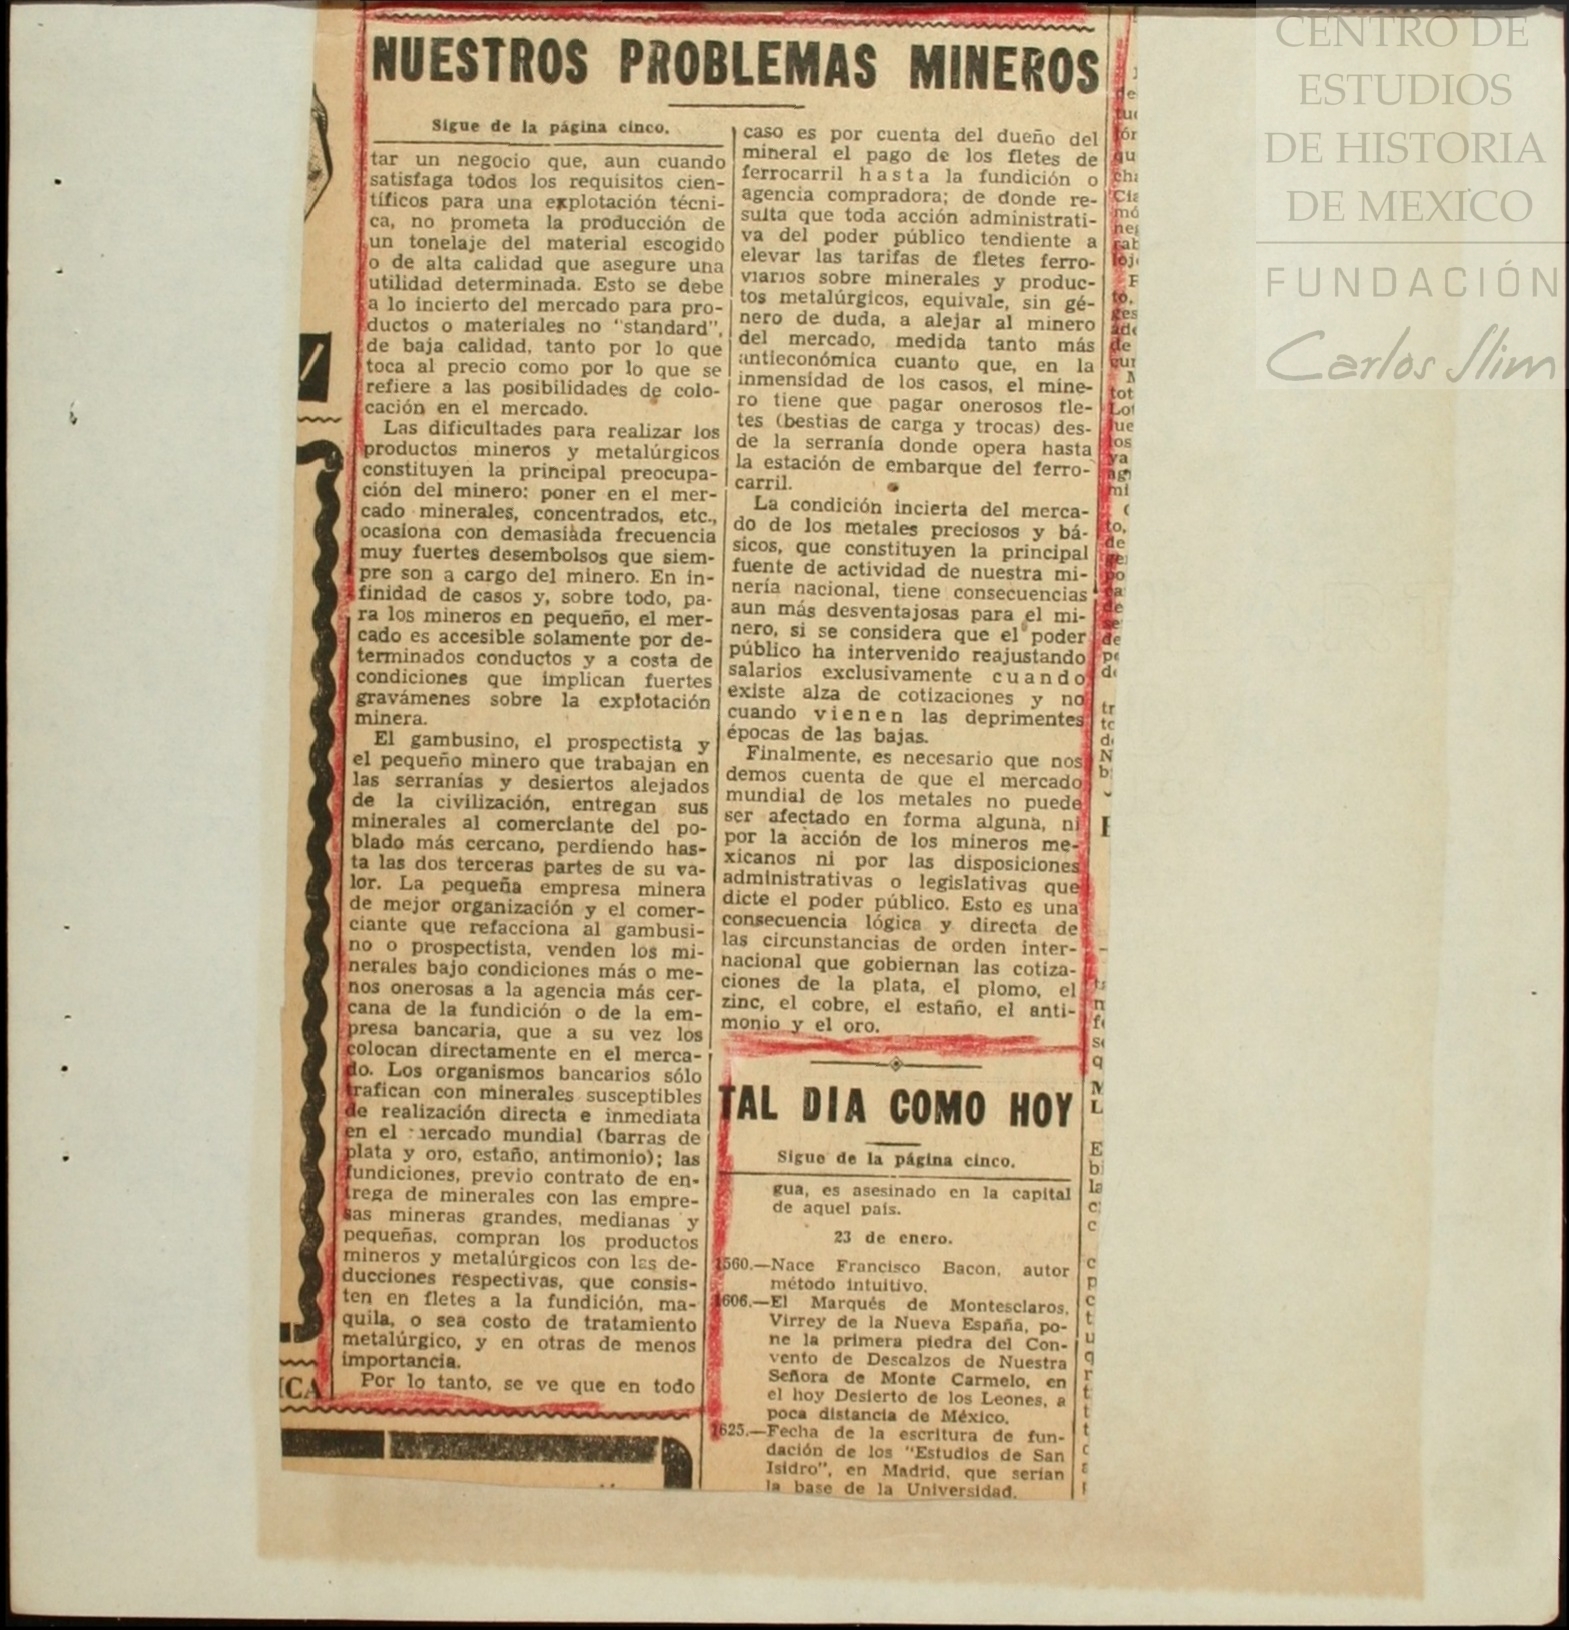 NUESTROS PROBLEMAS MINEROS
Sigue de la página cinco.
tar un negocio que, aun cuando
satisfaga todos los requisitos cien-
tíficos para una explotación técni-
ca, no prometa la producción de
un tonelaje del material escogido
o de alta calidad que asegure una
utilidad determinada. Esto se debe
a lo incierto del mercado para pro-
ductos o materiales no "standard",
de baja calidad, tanto por lo que
toca al precio como por lo que se
refiere a las posibilidades de colo-
cación en el mercado.
Las dificultades para realizar los
productos mineros y metalúrgicos
constituyen la principal preocupa-
ción del minero; poner en el mer-
cado minerales, concentrados, etc.,
ocasiona con demasiada frecuencia
muy fuertes desembolsos que siem-
pre son a cargo del minero. En in-
finidad de casos y, sobre todo, pa-
ra los mineros en pequeño, el mer-
cado es accesible solamente por de-
terminados conductos y a costa de
condiciones que implican fuertes
gravámenes sobre la explotación
minera.
El gambusino, el prospectista y
el pequeño minero que trabajan en
las serranías y desiertos alejados
de la civilización, entregan sus
minerales al comerciante del po-
blado más cercano, perdiendo has-
ta las dos terceras partes de su va-
lor. La pequeña empresa minera
de mejor organización y el comer-
ciante que refacciona al gambusi-
no o prospectista, venden los mi-
nerales bajo condiciones más o me-
nos onerosas a la agencia más cer-
cana de la fundición o de la em-
presa bancaria, que a su vez los
colocan directamente en el merca-
do. Los organismos bancarios sólo
trafican con minerales susceptibles
de realización directa e inmediata
en el mercado mundial (barras de
plata y oro, estaño, antimonio); las
fundiciones, previo contrato de en-
trega de minerales con las empre-
sas mineras grandes, medianas y
pequeñas, compran los productos
mineros y metalúrgicos con las de-
ducciones respectivas, que consis-
ten en fletes a la fundición, ma-
quila, o sea costo de tratamiento
metalúrgico, y en otras de menos
importancia.
Por lo tanto, se ve que en todo
caso es por cuenta del dueño del
mineral el pago de los fletes de
ferrocarril hasta la fundición o
agencia compradora; de donde re-
sulta que toda acción administrati-
va del poder público tendiente a
elevar las tarifas de fletes ferro-
viarios sobre minerales y produc-
tos metalúrgicos, equivale, sin gé-
nero de duda, a alejar al minero
del mercado, medida tanto más
antieconómica cuanto que, en la
inmensidad de los casos, el mine-
ro tiene que pagar onerosos fle-
tes (bestias de carga y trocas) des-
de la serranía donde opera hasta
la estación de embarque del ferro-
carril.
La condición incierta del merca-
do de los metales preciosos y bá-
sicos, que constituyen la principal
fuente de actividad de nuestra mi-
nería nacional, tiene consecuencias
aun más desventajosas para el mi-
nero, si se considera que el poder
público ha intervenido reajustando
salarios exclusivamente cuando
existe alza de cotizaciones y no
cuando vienen las deprimentes
épocas de las bajas.
Finalmente, es necesario que nos
demos cuenta de que el mercado
mundial de los metales no puede
ser afectado en forma alguna, ni
por la acción de los mineros me-
xicanos ni por las disposiciones
administrativas o legislativas que
dicte el poder público. Esto es una
consecuencia lógica y directa de
las circunstancias de orden inter-
nacional que gobiernan las cotiza-
ciones de la plata, el plomo, el
zinc, el cobre, el estaño, el anti-
monio y el oro.
TAL DIA COMO HOY
Sigue de la página cinco.
gua, es asesinado en la capital
de aquel país.
23 de enero.
1560.—Nace Francisco Bacon, autor
método intuitivo.
1606.—El Marqués de Montesclaros,
Virrey de la Nueva España, po-
ne la primera piedra del Con-
vento de Descalzos de Nuestra
Señora de Monte Carmelo, en
el hoy Desierto de los Leones, a
poca distancia de México.
1625.—Fecha de la escritura de fun-
dación de los "Estudios de San
Isidro", en Madrid, que serían
la base de la Universidad.
ICA
CENTRO DE
ESTUDIOS
DE HISTORIA
DE MEXICO
FUNDACIÓN
Carlos Slim